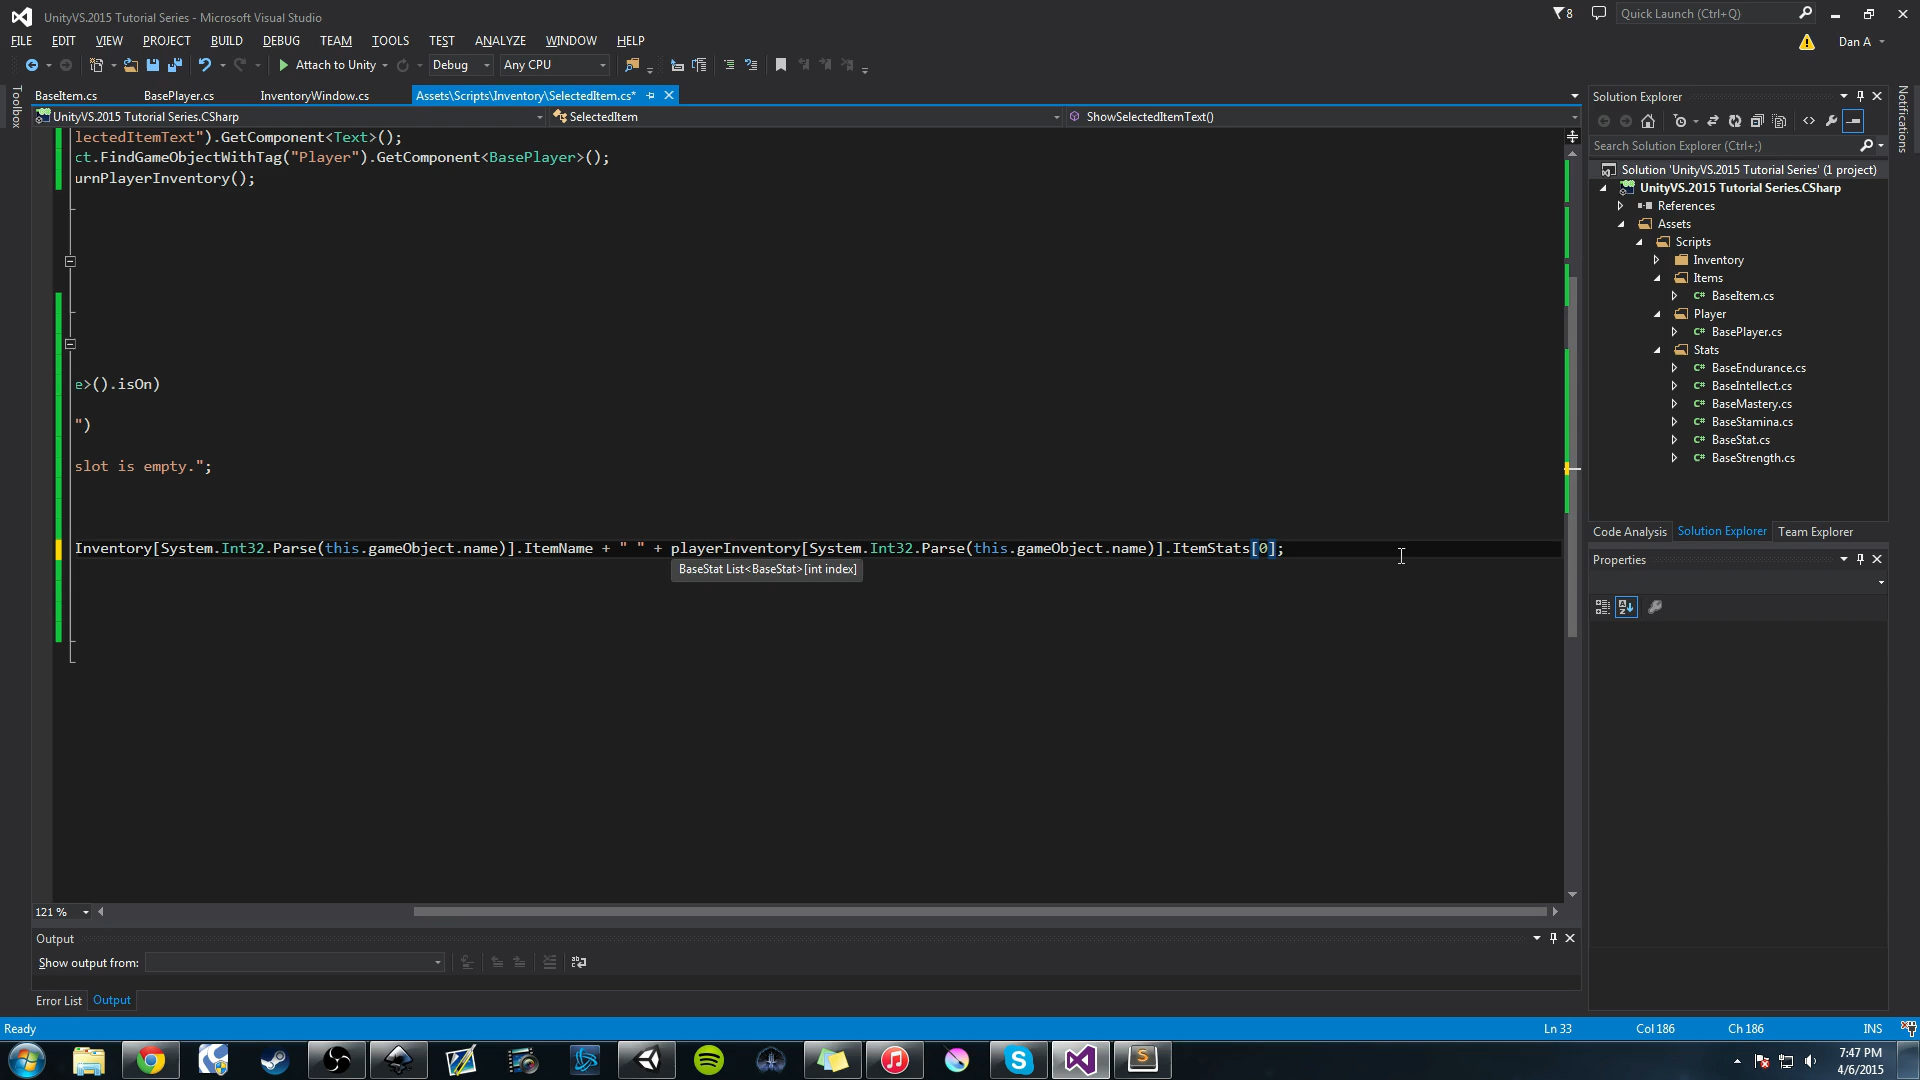 UnityVS.2015 Tutorial Series - Microsoft Visual Studio
8
Quick Launch (Ctrl+Q)
FILE EDIT VIEW PROJECT BUILD DEBUG TEAM TOOLS TEST ANALYZE WINDOW HELP
Dan A
Attach to Unity Debug Any CPU
Toolbox
BaseItem.cs BasePlayer.cs InventoryWindow.cs Assets\Scripts\Inventory\SelectedItem.cs*
UnityVS.2015 Tutorial Series.CSharp SelectedItem ShowSelectedItemText()
lectedItemText").GetComponent<Text>();
ct.FindGameObjectWithTag("Player").GetComponent<BasePlayer>();
urnPlayerInventory();
e>().isOn)
")
slot is empty.";
Inventory[System.Int32.Parse(this.gameObject.name)].ItemName + " " + playerInventory[System.Int32.Parse(this.gameObject.name)].ItemStats[0];
BaseStat List<BaseStat>[int index]
121 %
Output
Show output from:
Error List Output
Solution Explorer
Search Solution Explorer (Ctrl+;)
Solution 'UnityVS.2015 Tutorial Series' (1 project)
UnityVS.2015 Tutorial Series.CSharp
References
Assets
Scripts
Inventory
Items
C# BaseItem.cs
Player
C# BasePlayer.cs
Stats
C# BaseEndurance.cs
C# BaseIntellect.cs
C# BaseMastery.cs
C# BaseStamina.cs
C# BaseStat.cs
C# BaseStrength.cs
Code Analysis Solution Explorer Team Explorer
Properties
Notifications
Ready Ln 33 Col 186 Ch 186 INS
7:47 PM
4/6/2015